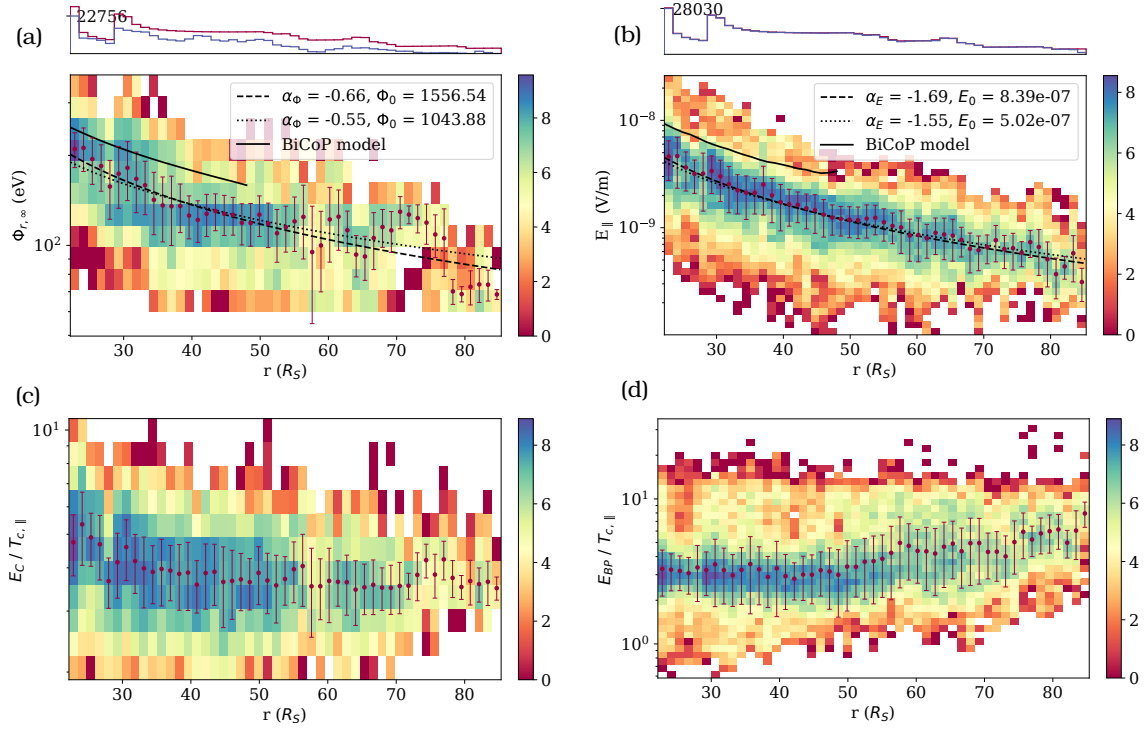 (a)
22756
α_Φ = -0.66, Φ_0 = 1556.54
α_Φ = -0.55, Φ_0 = 1043.88
BiCoP model
Φ_{r,∞} (eV)
10^2
30 40 50 60 70 80
r (R_S)
8
6
4
2
0
(b)
28030
α_E = -1.69, E_0 = 8.39e-07
α_E = -1.55, E_0 = 5.02e-07
BiCoP model
E_∥ (V/m)
10^{-8}
10^{-9}
30 40 50 60 70 80
r (R_S)
8
6
4
2
0
(c)
E_C / T_{c,∥}
10^1
30 40 50 60 70 80
r (R_S)
8
6
4
2
0
(d)
E_{BP} / T_{c,∥}
10^1
10^0
30 40 50 60 70 80
r (R_S)
8
6
4
2
0